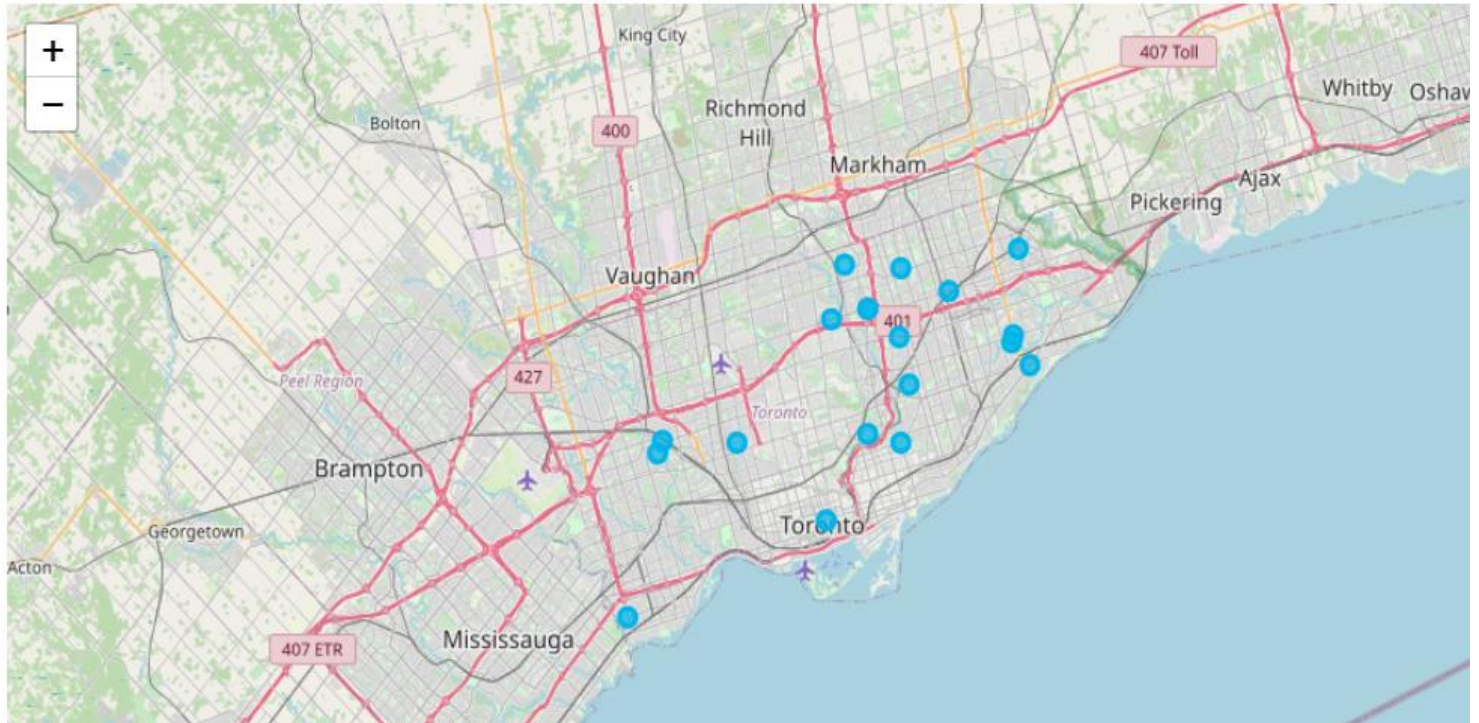 +
−
King City
407 Toll
Whitby
Oshaw
Richmond
Hill
Bolton
400
Markham
Ajax
Pickering
Vaughan
401
Peel Region
427
Toronto
Brampton
Toronto
Georgetown
Acton
Mississauga
407 ETR